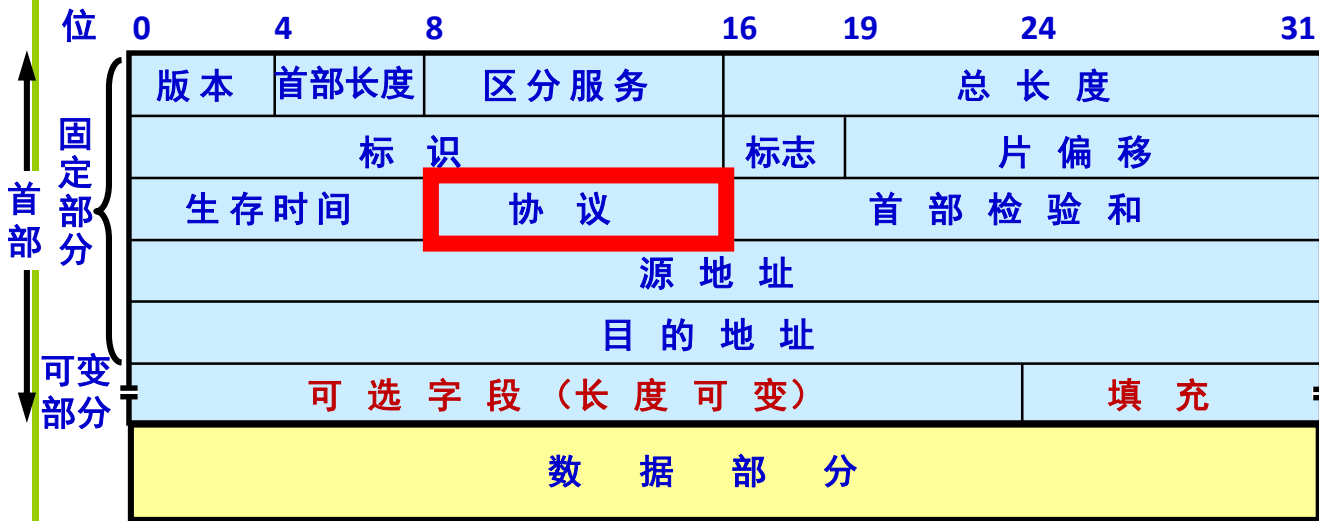 位 0 4 8 16 19 24 31
版本 首部长度 区分服务 总长度
标识 标志 片偏移
生存时间 协议 首部检验和
源地址
目的地址
可选字段（长度可变） 填充
数据部分
首部
固定部分
可变部分